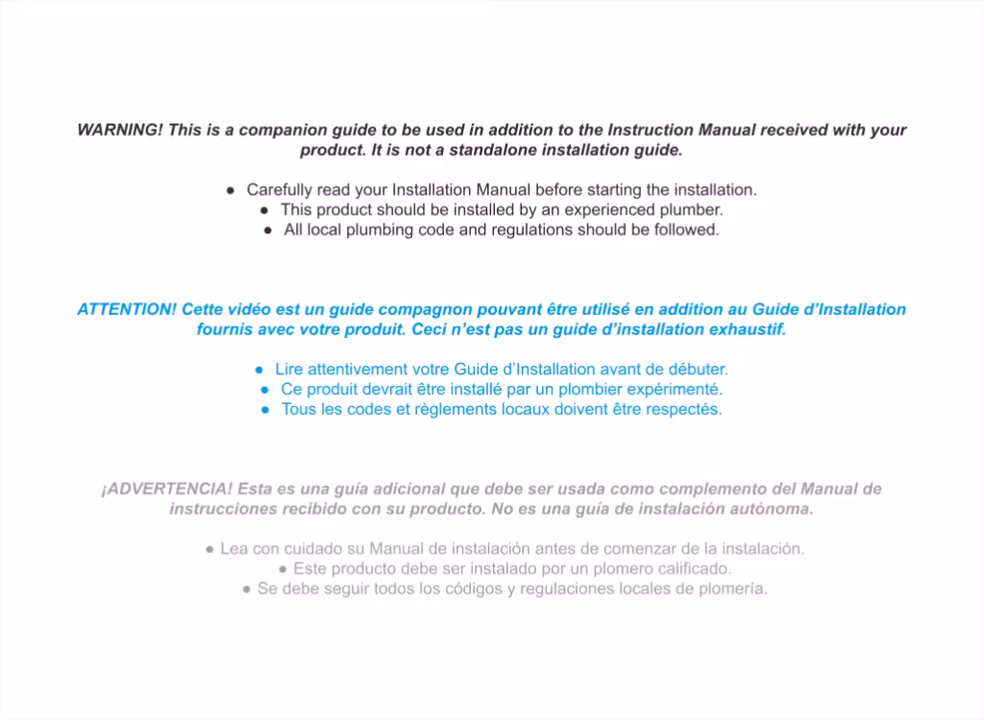 WARNING! This is a companion guide to be used in addition to the Instruction Manual received with your
product. It is not a standalone installation guide.
● Carefully read your Installation Manual before starting the installation.
● This product should be installed by an experienced plumber.
● All local plumbing code and regulations should be followed.
ATTENTION! Cette vidéo est un guide compagnon pouvant être utilisé en addition au Guide d’Installation
fournis avec votre produit. Ceci n’est pas un guide d’installation exhaustif.
● Lire attentivement votre Guide d’Installation avant de débuter.
● Ce produit devrait être installé par un plombier expérimenté.
● Tous les codes et règlements locaux doivent être respectés.
¡ADVERTENCIA! Esta es una guía adicional que debe ser usada como complemento del Manual de
instrucciones recibido con su producto. No es una guía de instalación autónoma.
● Lea con cuidado su Manual de instalación antes de comenzar de la instalación.
● Este producto debe ser instalado por un plomero calificado.
● Se debe seguir todos los códigos y regulaciones locales de plomería.